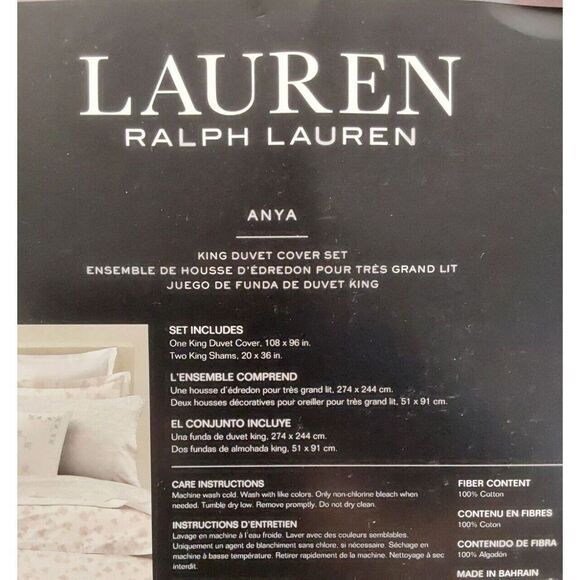 LAUREN
RALPH LAUREN
ANYA
KING DUVET COVER SET
ENSEMBLE DE HOUSSE D'ÉDREDON POUR TRÈS GRAND LIT
JUEGO DE FUNDA DE DUVET KING
SET INCLUDES
One King Duvet Cover, 108 x 96 in.
Two King Shams, 20 x 36 in.
L'ENSEMBLE COMPREND
Une housse d'édredon pour très grand lit, 274 x 244 cm.
Deux housses décoratives pour oreiller pour très grand lit, 51 x 91 cm.
EL CONJUNTO INCLUYE
Una funda de duvet king, 274 x 244 cm.
Dos fundas de almohada king, 51 x 91 cm.
CARE INSTRUCTIONS
Machine wash cold. Wash with like colors. Only non-chlorine bleach when
needed. Tumble dry low. Remove promptly. Do not dry clean.
INSTRUCTIONS D'ENTRETIEN
Lavage en machine à l'eau froide. Laver avec des couleurs semblables.
Uniquement un agent de blanchiment sans chlore, si nécessaire. Séchage en
machine à basse température. Retirer rapidement de la machine. Nettoyage à sec
interdit.
FIBER CONTENT
100% Cotton
CONTENU EN FIBRES
100% Coton
CONTENIDO DE FIBRA
100% Algodón
MADE IN BAHRAIN